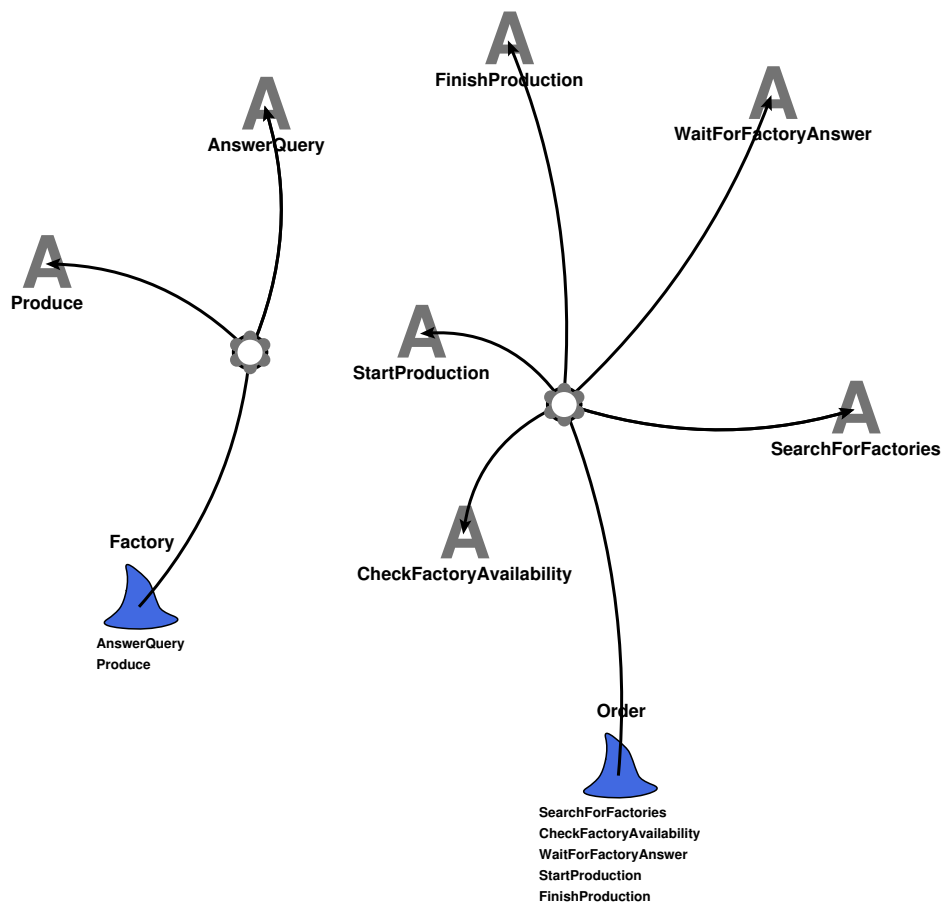 A
FinishProduction
A
WaitForFactoryAnswer
A
AnswerQuery
A
Produce
A
StartProduction
A
SearchForFactories
A
CheckFactoryAvailability
Factory
AnswerQuery
Produce
Order
SearchForFactories
CheckFactoryAvailability
WaitForFactoryAnswer
StartProduction
FinishProduction